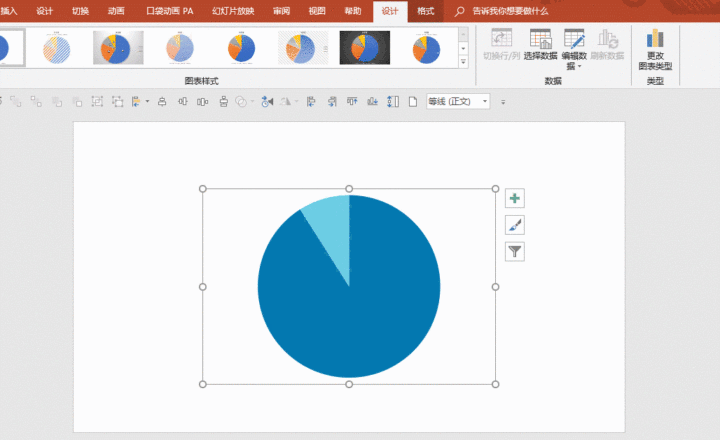 插入 设计 切换 动画 口袋动画 PA 幻灯片放映 审阅 视图 帮助 设计 格式 告诉我你想要做什么
切换行/列 选择数据 编辑数据 刷新数据 更改图表类型
图表样式 数据 类型
等线 (正文)